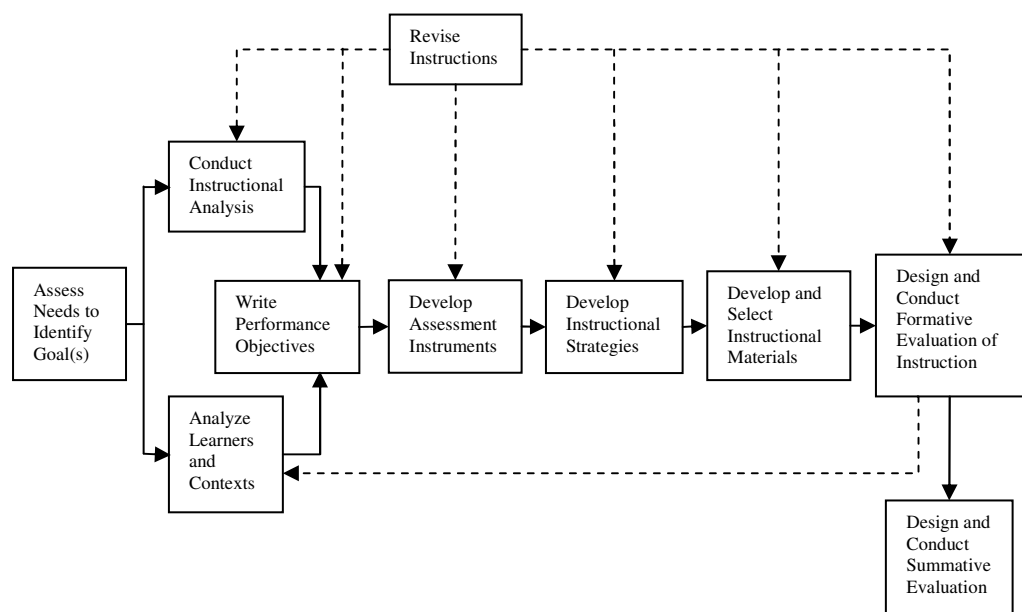 Revise
Instructions
Conduct
Instructional
Analysis
Assess
Needs to
Identify
Goal(s)
Write
Performance
Objectives
Develop
Assessment
Instruments
Develop
Instructional
Strategies
Develop and
Select
Instructional
Materials
Design and
Conduct
Formative
Evaluation of
Instruction
Analyze
Learners
and
Contexts
Design and
Conduct
Summative
Evaluation